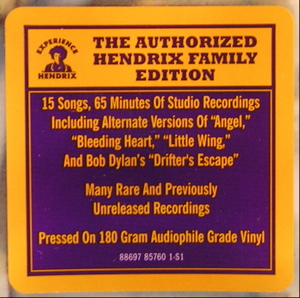 EXPERIENCE
HENDRIX
THE AUTHORIZED
HENDRIX FAMILY
EDITION
15 Songs, 65 Minutes Of Studio Recordings
Including Alternate Versions Of "Angel,"
"Bleeding Heart," "Little Wing,"
And Bob Dylan's "Drifter's Escape"
Many Rare And Previously
Unreleased Recordings
Pressed On 180 Gram Audiophile Grade Vinyl
88697 85760 1-S1